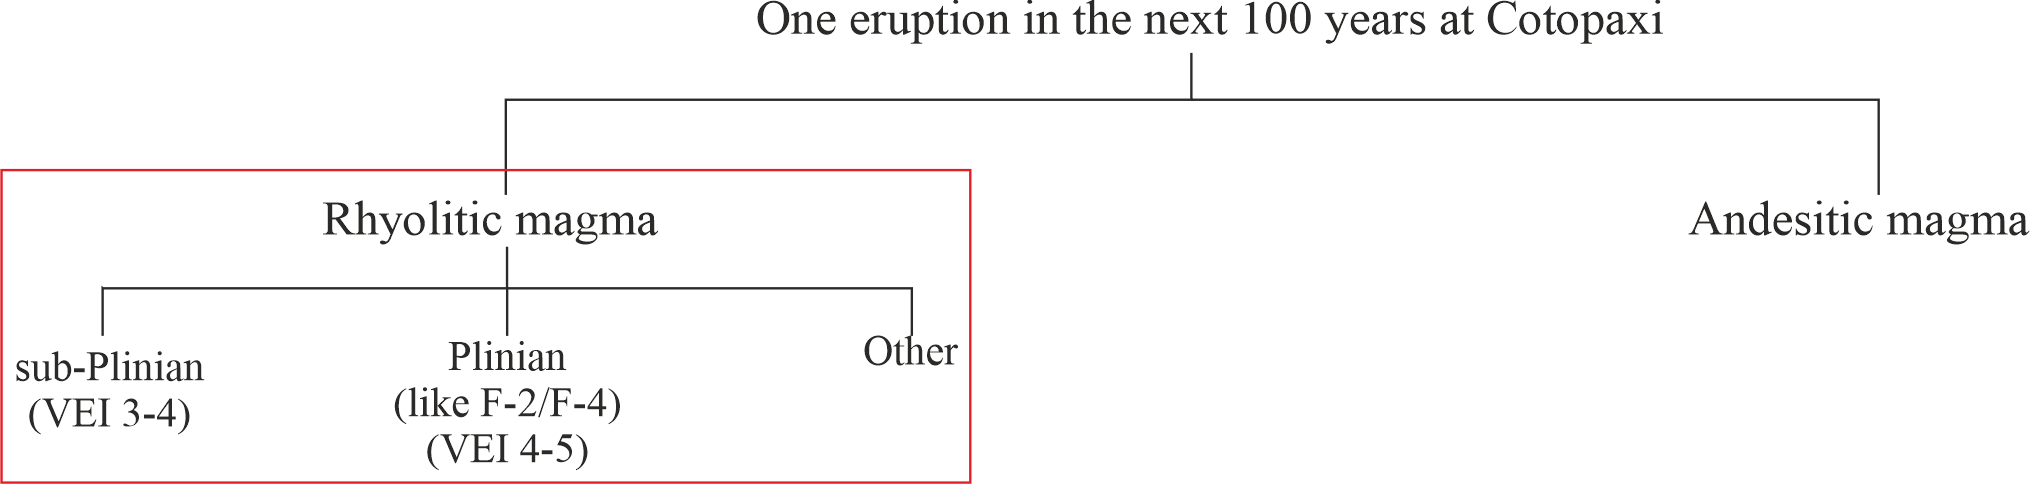 One eruption in the next 100 years at Cotopaxi
Rhyolitic magma
Andesitic magma
sub-Plinian
(VEI 3-4)
Plinian
(like F-2/F-4)
(VEI 4-5)
Other